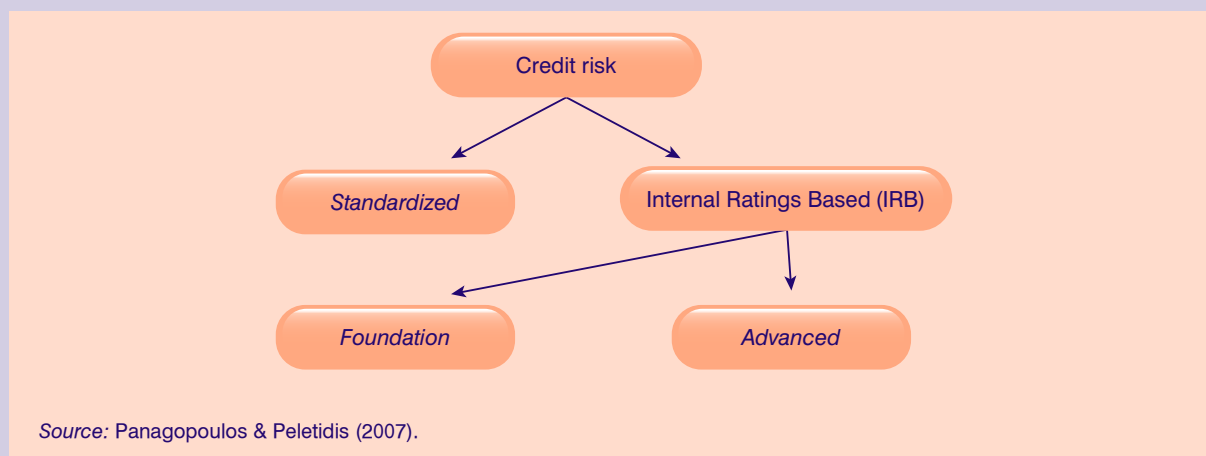 Credit risk
Standardized
Internal Ratings Based (IRB)
Foundation
Advanced
Source: Panagopoulos & Peletidis (2007).